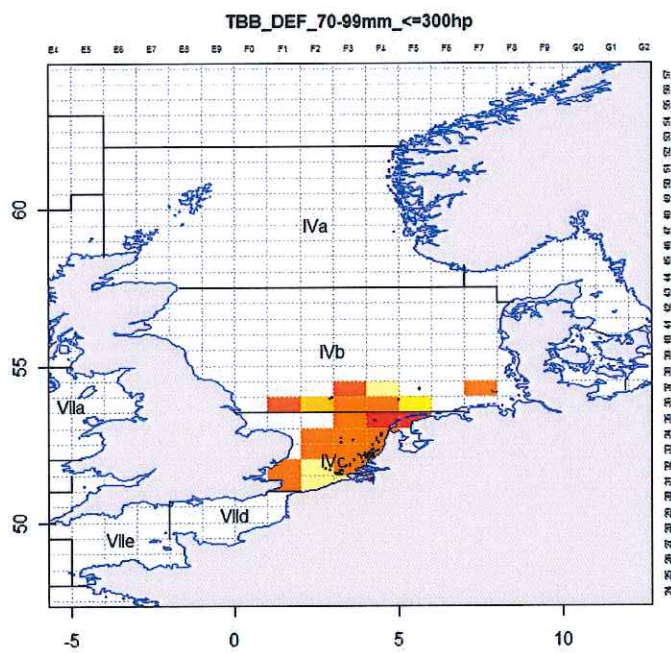 TBB_DEF_70-99mm_<=300hp
E4 E5 E6 E7 E8 E9 F0 F1 F2 F3 F4 F5 F6 F7 F8 F9 G0 G1 G2
60
IVa
IVb
55
VIIa
IVc
VIId
50
VIIe
-5 0 5 10